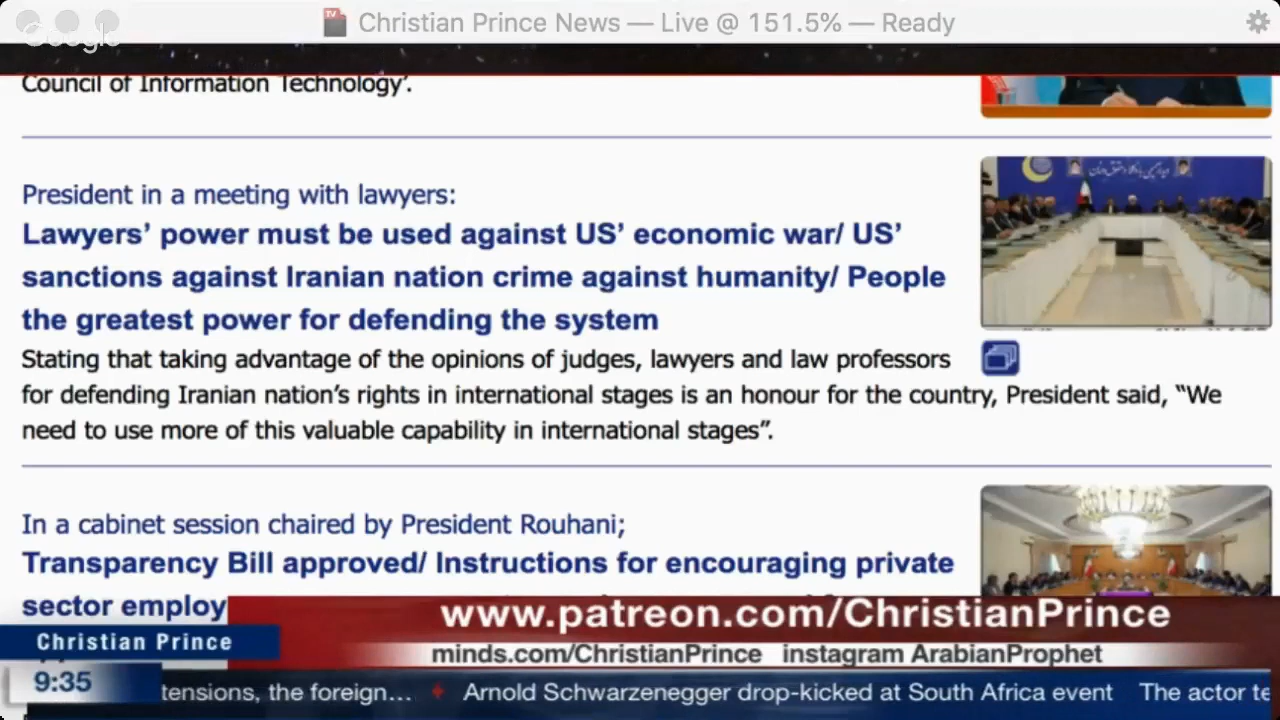 Christian Prince News — Live @ 151.5% — Ready
Google
Council of Information Technology'.
President in a meeting with lawyers:
Lawyers' power must be used against US' economic war/ US'
sanctions against Iranian nation crime against humanity/ People
the greatest power for defending the system
Stating that taking advantage of the opinions of judges, lawyers and law professors
for defending Iranian nation's rights in international stages is an honour for the country, President said, “We
need to use more of this valuable capability in international stages”.
In a cabinet session chaired by President Rouhani;
Transparency Bill approved/ Instructions for encouraging private
sector employ
www.patreon.com/ChristianPrince
Christian Prince
minds.com/ChristianPrince instagram ArabianProphet
9:35
tensions, the foreign... Arnold Schwarzenegger drop-kicked at South Africa event The actor te